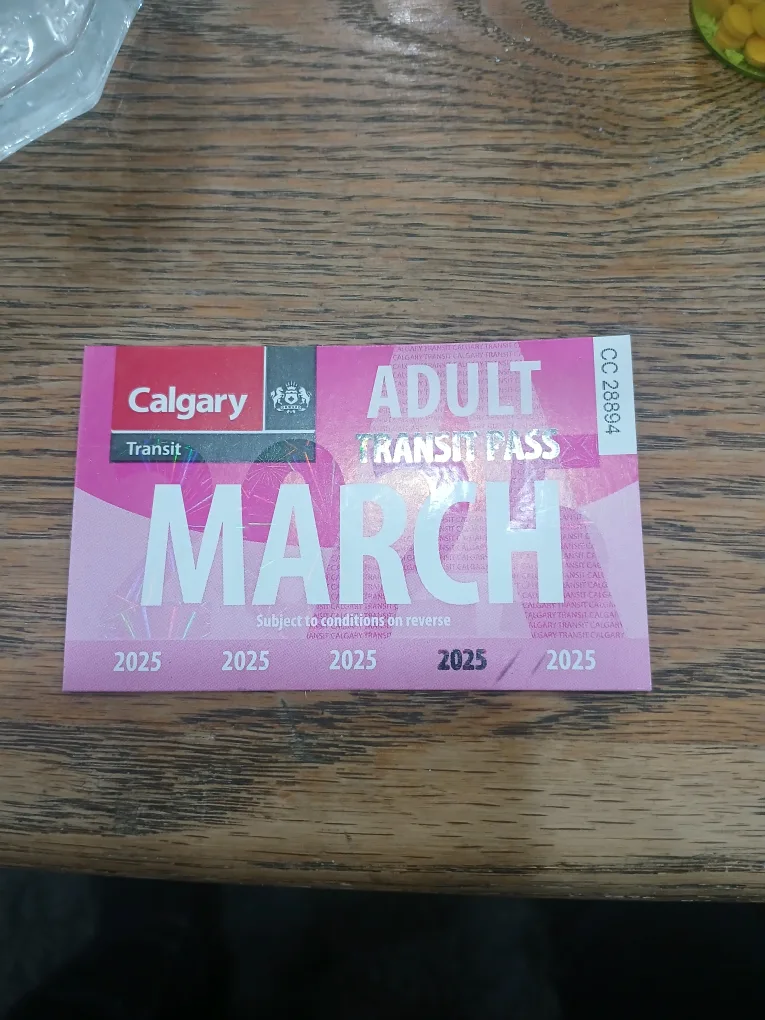 Calgary
Transit
ADULT
TRANSIT PASS
CC 28894
MARCH
Subject to conditions on reverse
2025 2025 2025 2025 2025